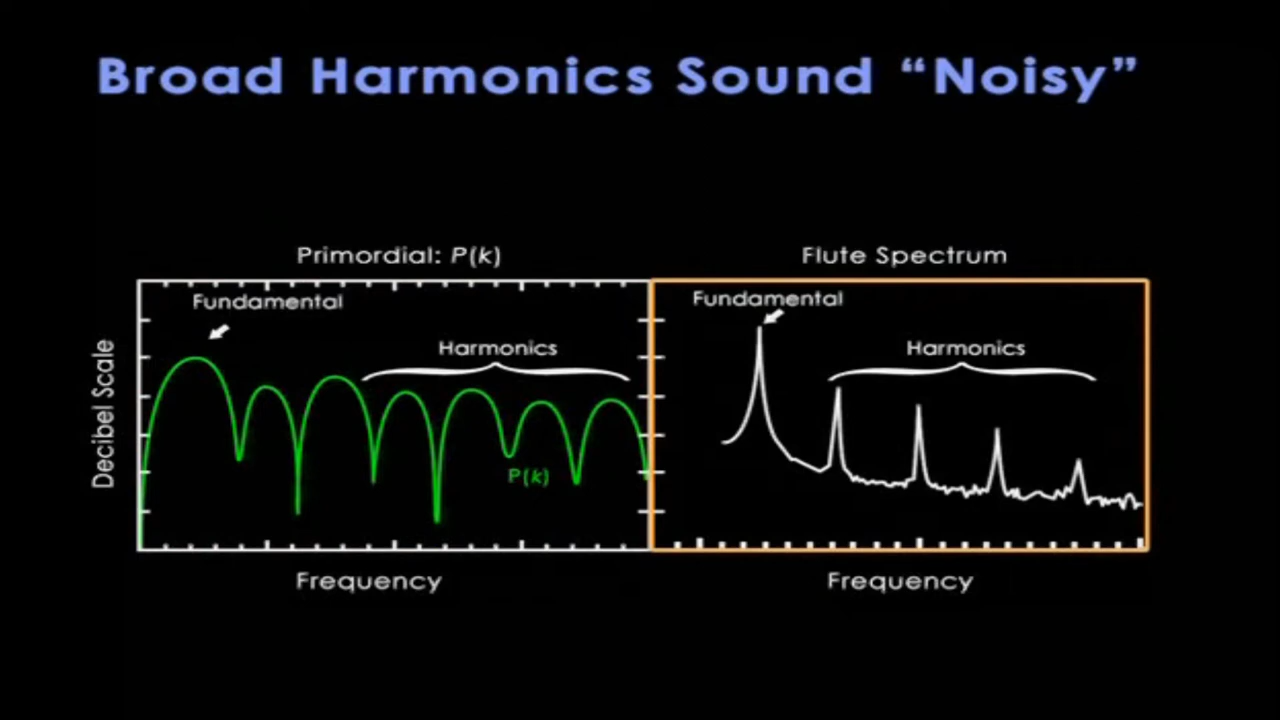 Broad Harmonics Sound “Noisy”
Primordial: P(k)
Flute Spectrum
Fundamental
Harmonics
Decibel Scale
P(k)
Frequency
Fundamental
Harmonics
Frequency